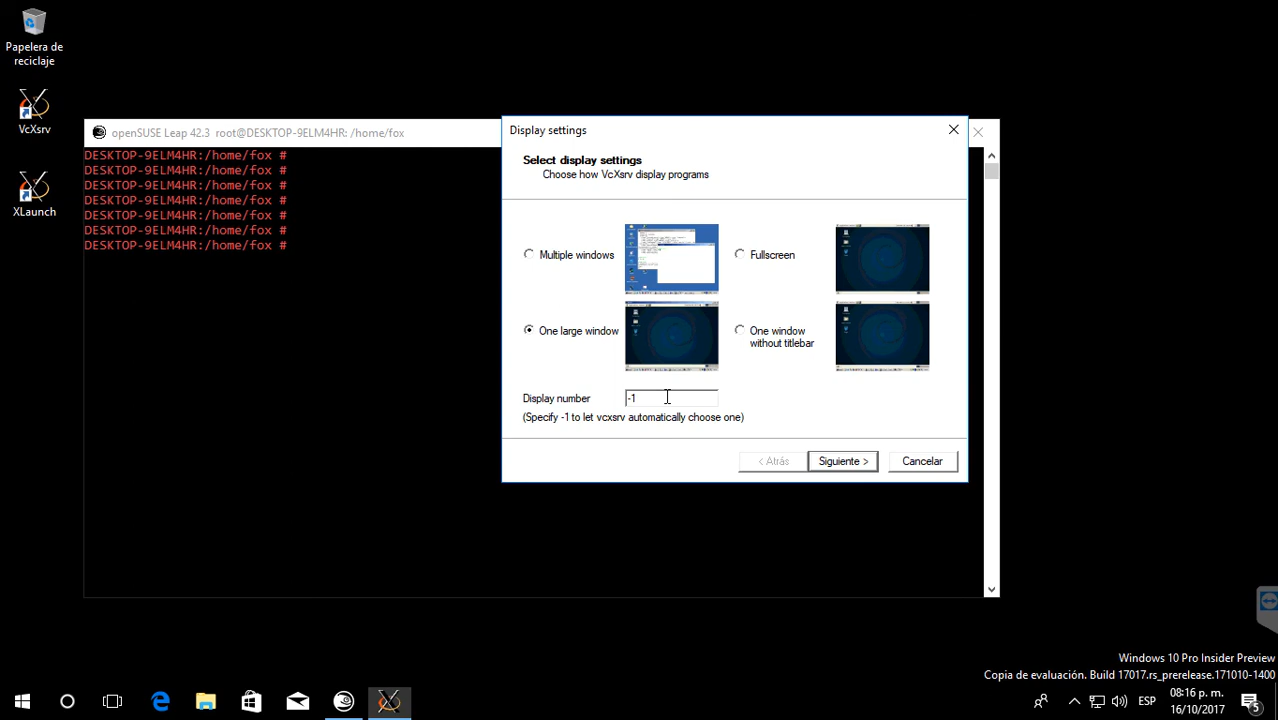 Papelera de
reciclaje
VcXsrv
XLaunch
openSUSE Leap 42.3 root@DESKTOP-9ELM4HR: /home/fox
DESKTOP-9ELM4HR:/home/fox #
DESKTOP-9ELM4HR:/home/fox #
DESKTOP-9ELM4HR:/home/fox #
DESKTOP-9ELM4HR:/home/fox #
DESKTOP-9ELM4HR:/home/fox #
DESKTOP-9ELM4HR:/home/fox #
DESKTOP-9ELM4HR:/home/fox #
Display settings
Select display settings
Choose how VcXsrv display programs
Multiple windows
Fullscreen
One large window
One window
without titlebar
Display number
-1
(Specify -1 to let vcxsrv automatically choose one)
< Atrás
Siguiente >
Cancelar
Windows 10 Pro Insider Preview
Copia de evaluación. Build 17017.rs_prerelease.171010-1400
ESP
08:16 p. m.
16/10/2017
5